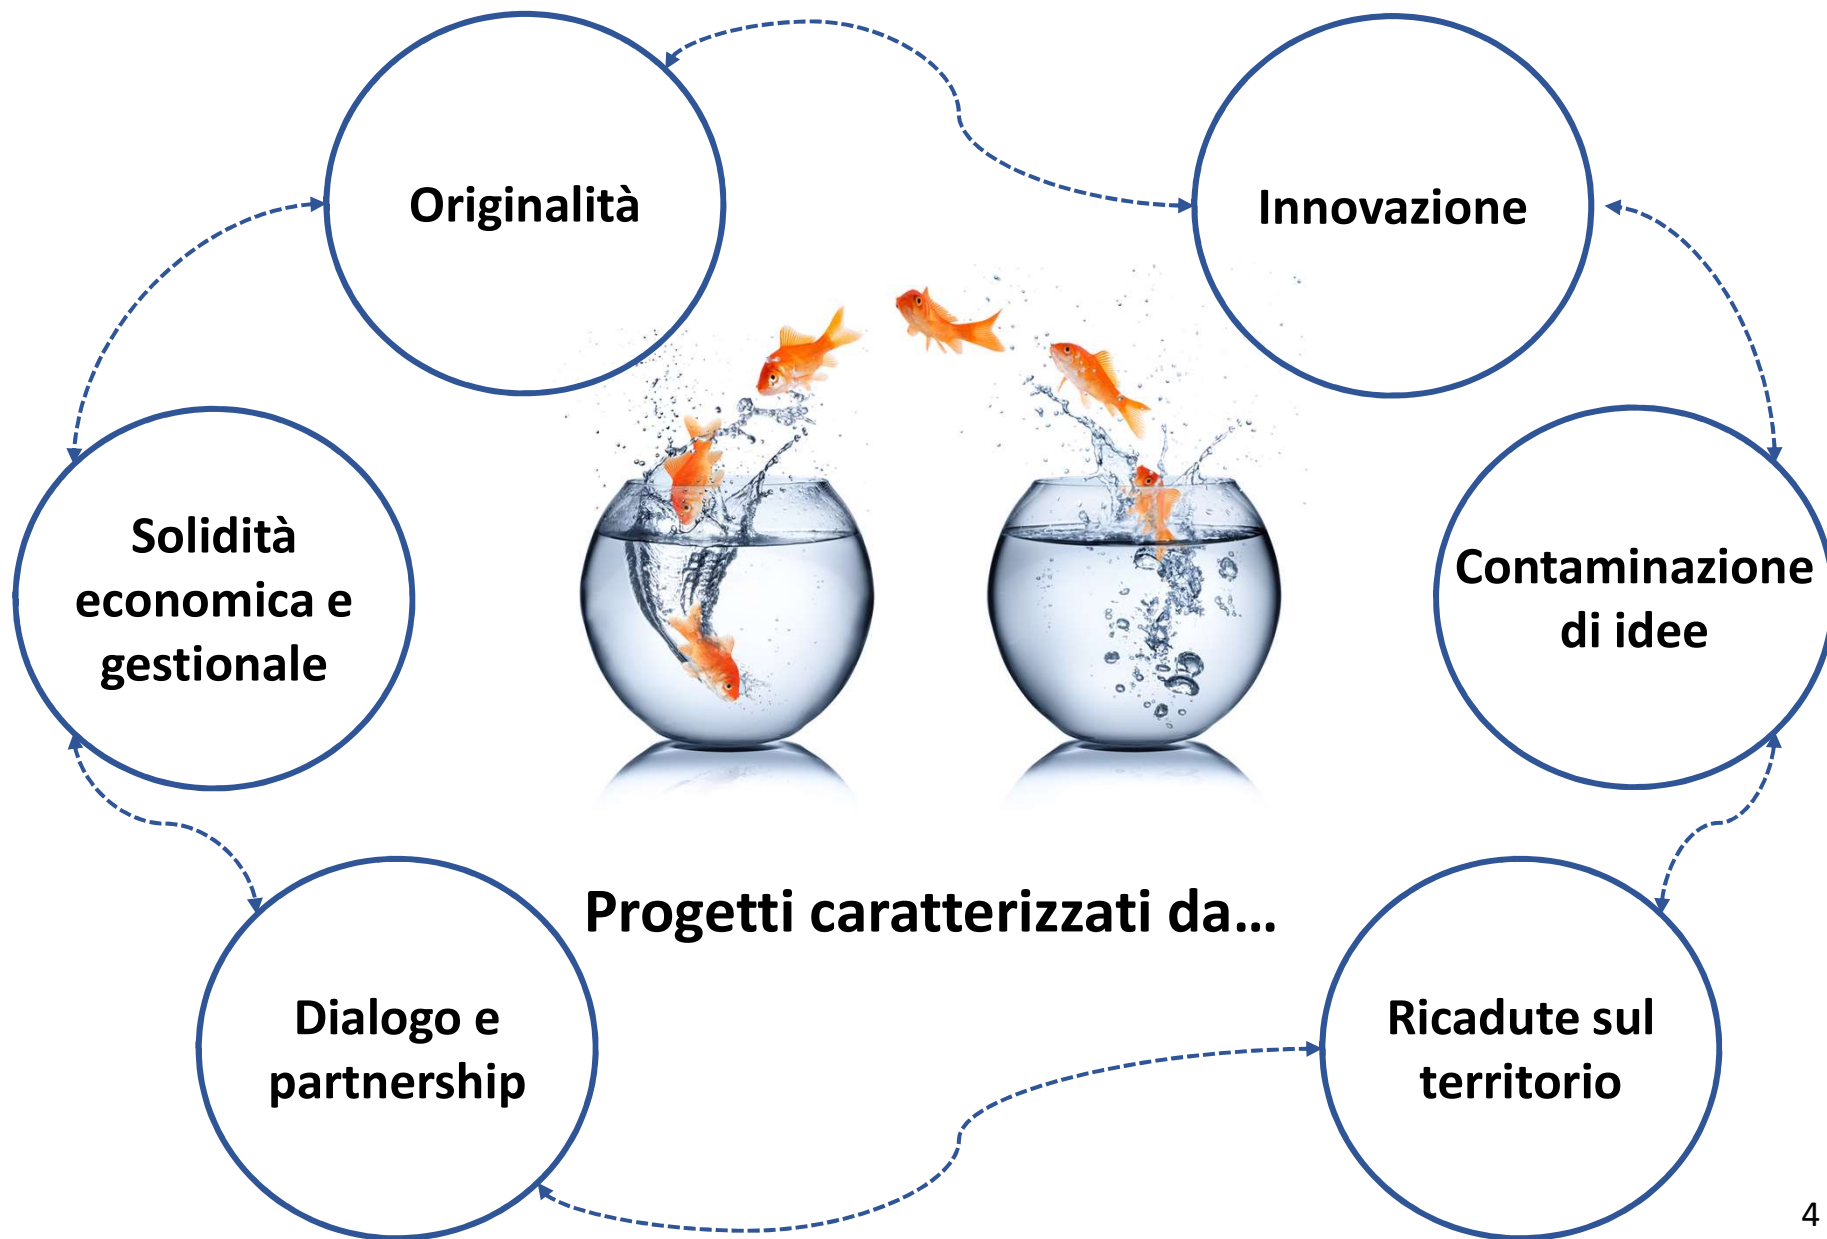 Originalità
Innovazione
Solidità
economica e
gestionale
Contaminazione
di idee
Progetti caratterizzati da...
Dialogo e
partnership
Ricadute sul
territorio
4